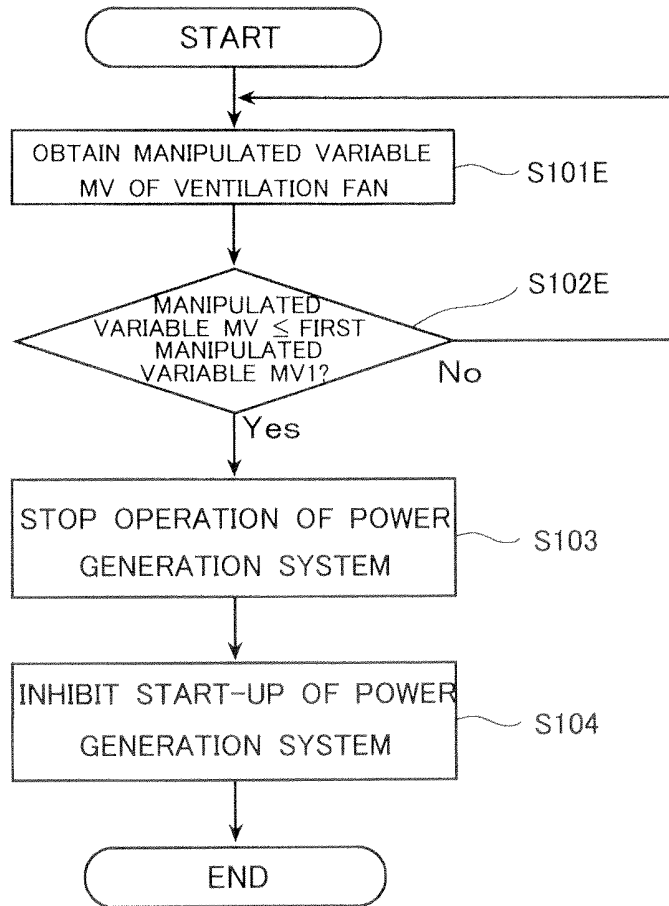 START
OBTAIN MANIPULATED VARIABLE
MV OF VENTILATION FAN
S101E
MANIPULATED
VARIABLE MV ≦ FIRST
MANIPULATED
VARIABLE MV1?
S102E
No
Yes
STOP OPERATION OF POWER
GENERATION SYSTEM
S103
INHIBIT START-UP OF POWER
GENERATION SYSTEM
S104
END